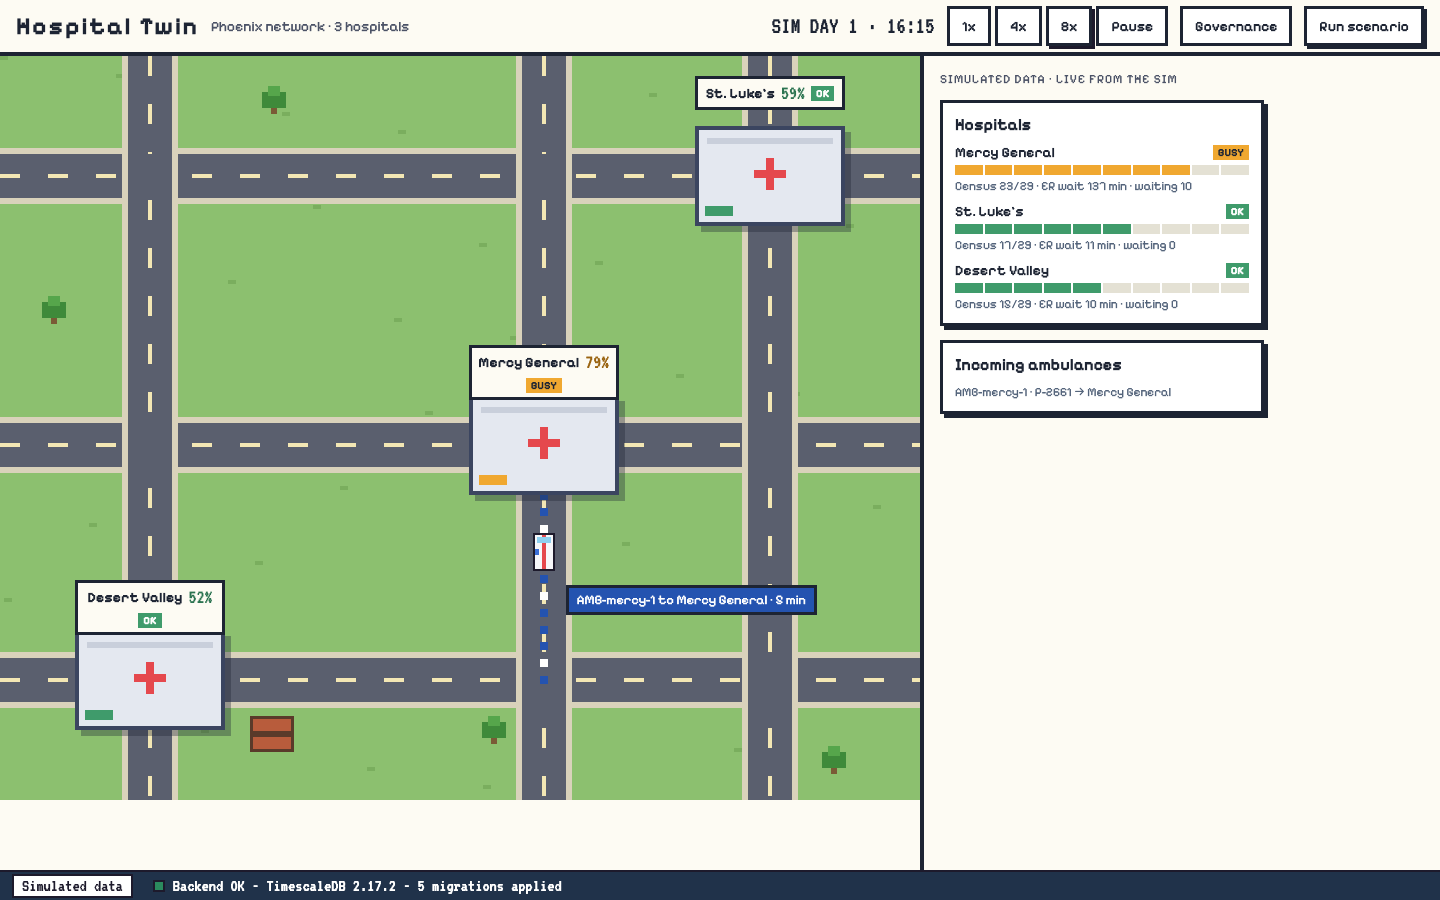 Hospital Twin
Phoenix network · 3 hospitals
SIM DAY 1 · 16:15
1x
4x
8x
Pause
Governance
Run scenario
St. Luke's 59% OK
Mercy General 79%
BUSY
AMB-mercy-1 to Mercy General · 8 min
Desert Valley 52%
OK
SIMULATED DATA · LIVE FROM THE SIM
Hospitals
Mercy General BUSY
Census 23/29 · ER wait 137 min · waiting 10
St. Luke's OK
Census 17/29 · ER wait 11 min · waiting 0
Desert Valley OK
Census 15/29 · ER wait 10 min · waiting 0
Incoming ambulances
AMB-mercy-1 · P-2661 → Mercy General
Simulated data
Backend OK - TimescaleDB 2.17.2 - 5 migrations applied